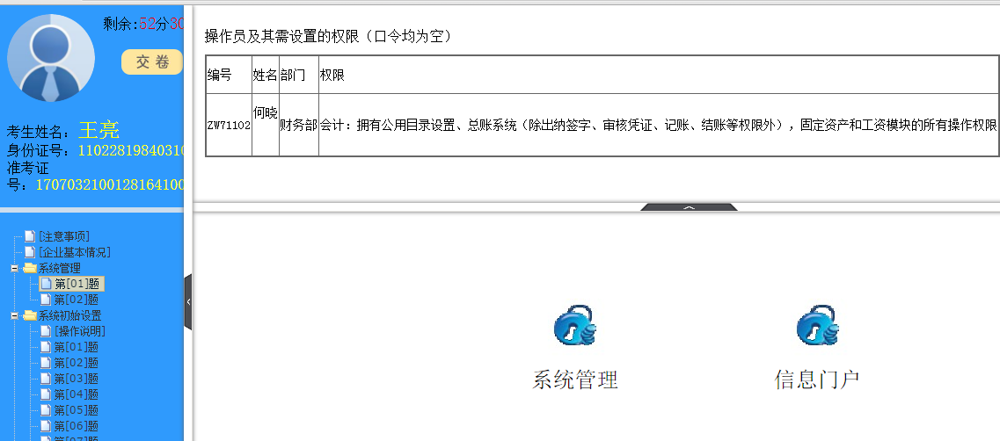 剩余:52分30
交 卷
考生姓名：王亮
身份证号：11022819840310
准考证
号：1707032100128164100
[注意事项]
[企业基本情况]
系统管理
第[01]题
第[02]题
系统初始设置
[操作说明]
第[01]题
第[02]题
第[03]题
第[04]题
第[05]题
第[06]题
第[07]题
操作员及其需设置的权限（口令均为空）
编号 姓名 部门 权限
ZW71102 何晓 财务部 会计：拥有公用目录设置、总账系统（除出纳签字、审核凭证、记账、结账等权限外），固定资产和工资模块的所有操作权限
系统管理
信息门户